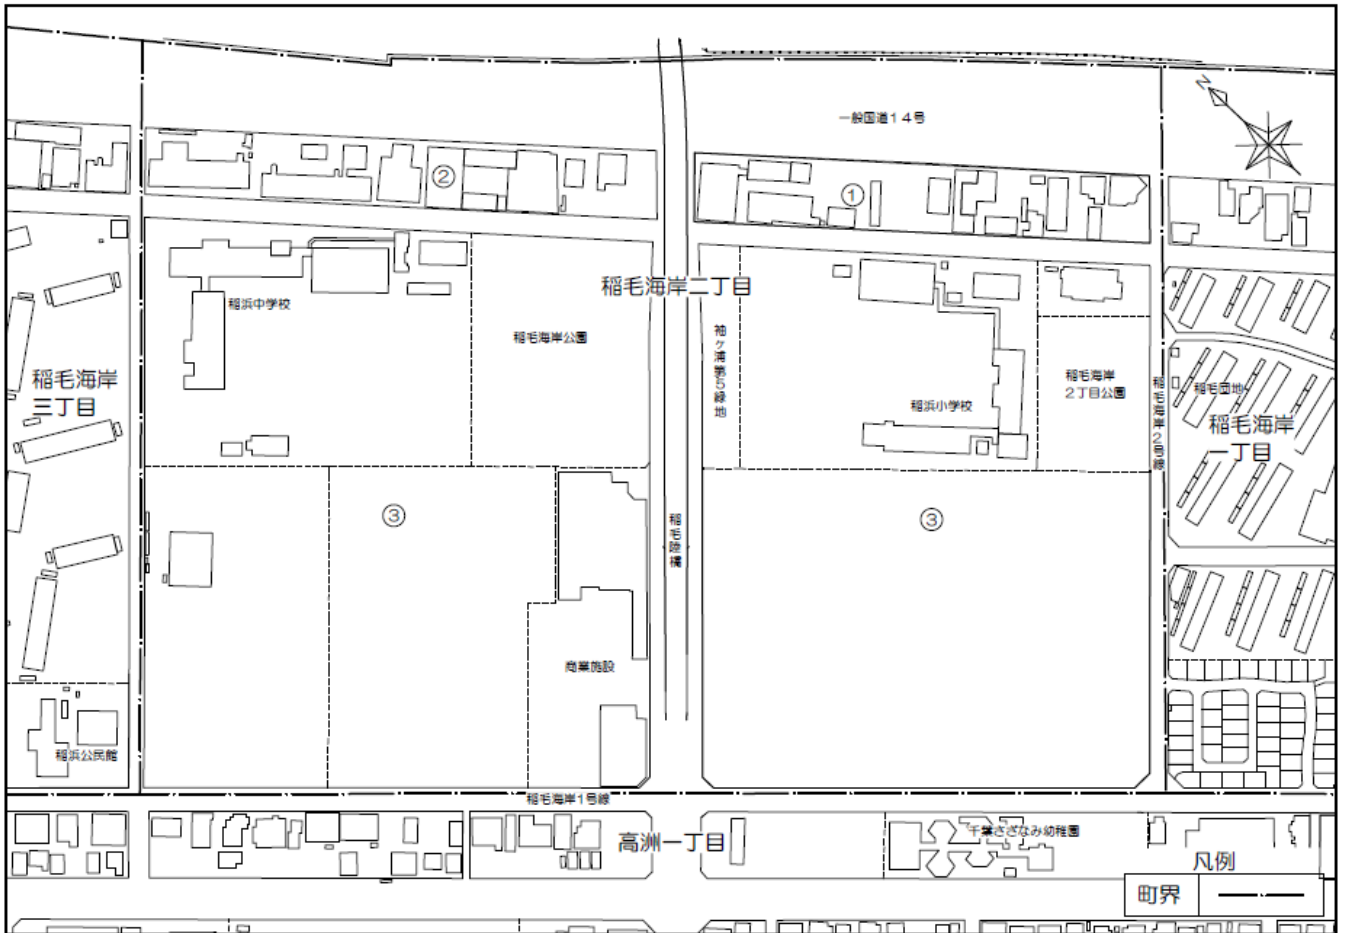 N
一般国道14号
②
①
稲毛海岸二丁目
稲浜中学校
稲毛海岸公園
袖ヶ浦第5緑地
稲毛海岸
2丁目公園
稲浜小学校
稲毛海岸2号線
稲毛団地
稲毛海岸
一丁目
稲毛海岸
三丁目
③
③
稲毛陸橋
商業施設
稲浜公民館
稲毛海岸1号線
高洲一丁目
千葉さざなみ幼稚園
凡例
町界